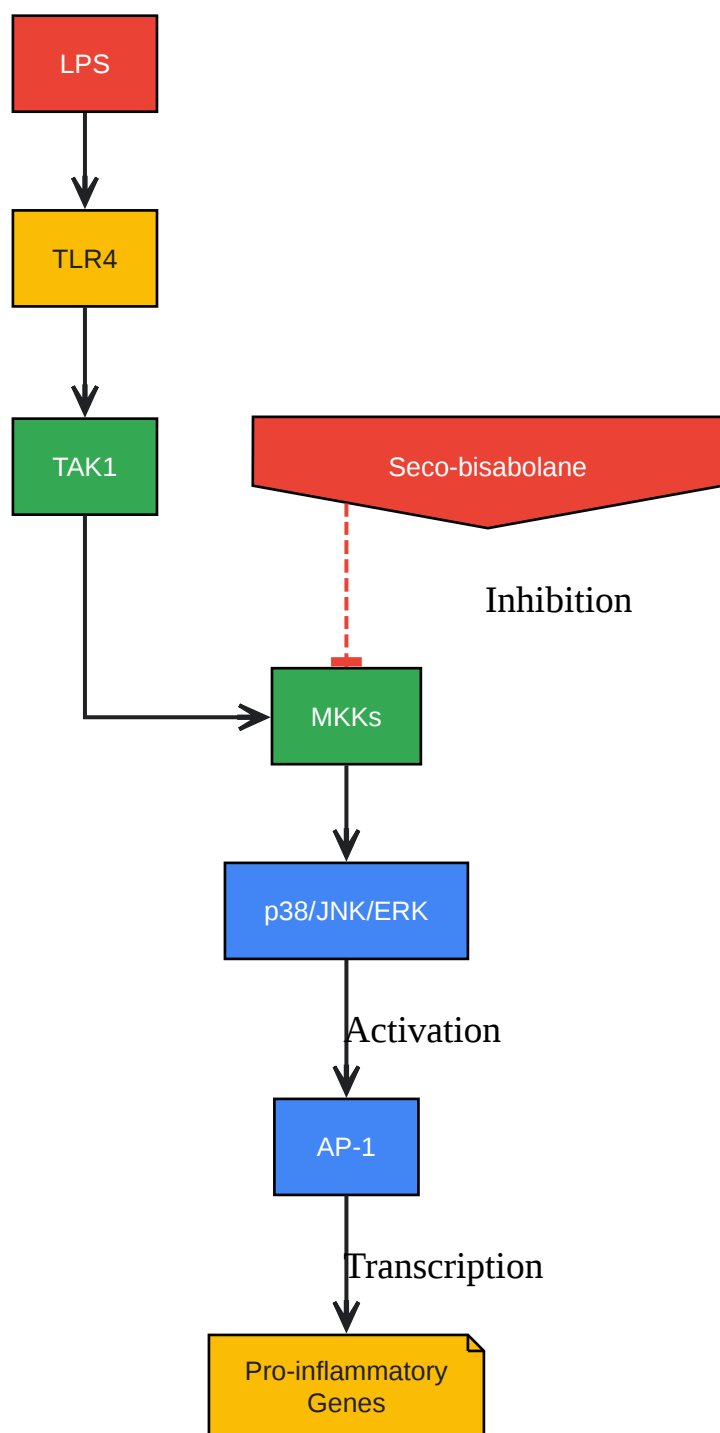 LPS
TLR4
TAK1
Seco-bisabolane
Inhibition
MKKs
p38/JNK/ERK
Activation
AP-1
Transcription
Pro-inflammatory
Genes